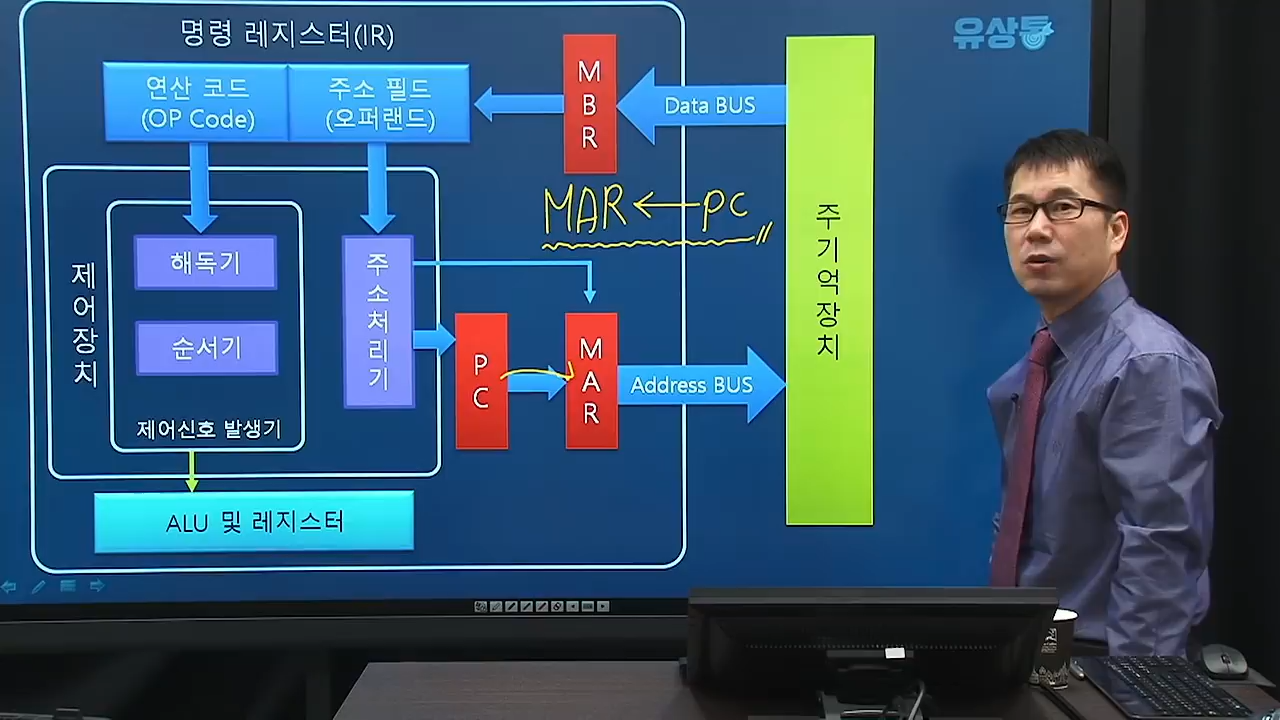 명령 레지스터(IR)
유상통
연산 코드
(OP Code)
주소 필드
(오퍼랜드)
MBR
Data BUS
MAR ← PC
주기억장치
제어장치
해독기
순서기
제어신호 발생기
주소처리기
PC
MAR
Address BUS
ALU 및 레지스터